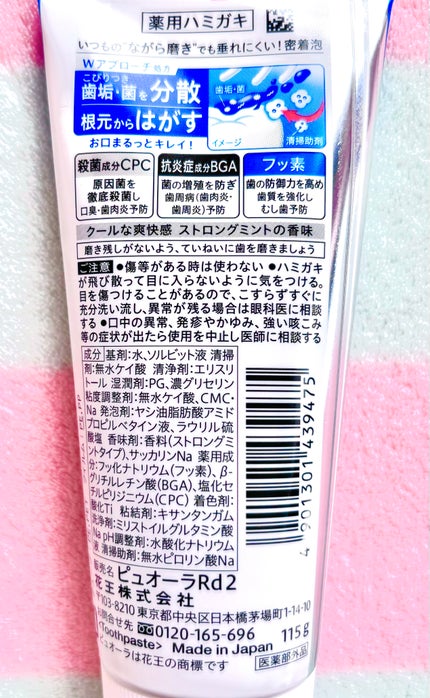 薬用ハミガキ
いつもの"ながら磨き"でも垂れにくい!密着泡
Wアプローチ処方
こびりつき
歯垢・菌を分散
根元からはがす
お口まるっとキレイ!
歯垢・菌
イメージ
清掃助剤
殺菌成分CPC
原因菌を
徹底殺菌し
口臭・歯肉炎予防
抗炎症成分BGA
菌の増殖を防ぎ
歯周病(歯肉炎・
歯周炎)予防
フッ素
歯の防御力を高め
歯質を強化し
むし歯予防
クールな爽快感 ストロングミントの香味
磨き残しがないよう、ていねいに歯を磨きましょう
ご注意 ●傷等がある時は使わない ●ハミガキ
が飛び散って目に入らないように気をつける。
目を傷つけることがあるので、こすらずすぐに
充分洗い流し、異常が残る場合は眼科医に相談
する ●口中の異常、発疹やかゆみ、強い咳こみ
等の症状が出たら使用を中止し医師に相談する
成分 基剤:水、ソルビット液 清掃
剤:無水ケイ酸 清浄剤:エリスリ
トール 湿潤剤:PG、濃グリセリン
粘度調整剤:無水ケイ酸、CMC・
Na 発泡剤:ヤシ油脂肪酸アミド
プロピルベタイン液、ラウリル硫
酸塩 香味剤:香料(ストロングミ
ントタイプ)、サッカリンNa 薬用成
分:フッ化ナトリウム(フッ素)、β-
グリチルレチン酸(BGA)、塩化セ
チルピリジニウム(CPC) 着色剤:
酸化Ti 粘結剤:キサンタンガム
洗浄剤:ミリストイルグルタミン酸
Na pH調整剤:水酸化ナトリウム
液 清掃助剤:無水ピロリン酸Na
4901301439475
販売名 ピュオーラRd2
花王株式会社
〒103-8210 東京都中央区日本橋茅場町1-14-10
お問合せ先 0120-165-696
115g
<Toothpaste> Made in Japan
ピュオーラは花王の商標です
医薬部外品